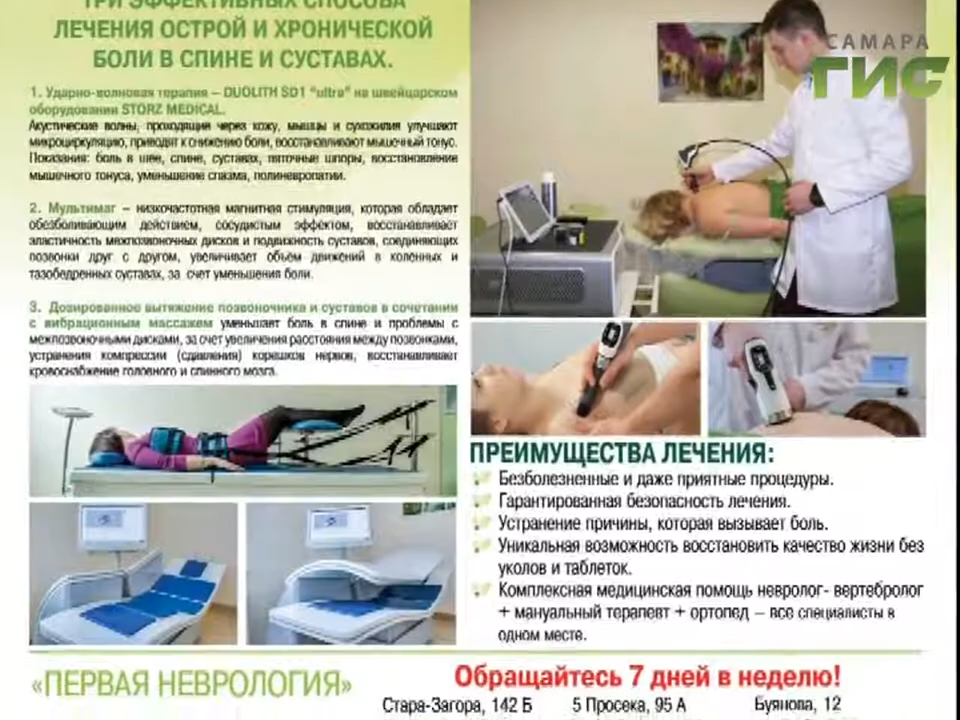 ТРИ ЭФФЕКТИВНЫХ СПОСОБА
ЛЕЧЕНИЯ ОСТРОЙ И ХРОНИЧЕСКОЙ
БОЛИ В СПИНЕ И СУСТАВАХ.
1. Ударно-волновая терапия – DUOLITH SD1 "ultra" на швейцарском
оборудовании STORZ MEDICAL.
Акустические волны, проходящие через кожу, мышцы и сухожилия улучшают
микроциркуляцию, приводят к снижению боли, восстанавливают мышечный тонус.
Показания: боль в шее, спине, суставах, пяточные шпоры, восстановление
мышечного тонуса, уменьшение спазма, полиневропатии.
2. Мультимаг – низкочастотная магнитная стимуляция, которая обладает
обезболивающим действием, сосудистым эффектом, восстанавливает
эластичность межпозвоночных дисков и подвижность суставов, соединяющих
позвонки друг с другом, увеличивает объем движений в коленных и
тазобедренных суставах, за счет уменьшения боли.
3. Дозированное вытяжение позвоночника и суставов в сочетании
с вибрационным массажем уменьшает боль в спине и проблемы с
межпозвоночными дисками, за счет увеличения расстояния между позвонками,
устранения компрессии (сдавления) корешков нервов, восстанавливает
кровоснабжение головного и спинного мозга.
САМАРА
ГИС
ПРЕИМУЩЕСТВА ЛЕЧЕНИЯ:
Безболезненные и даже приятные процедуры.
Гарантированная безопасность лечения.
Устранение причины, которая вызывает боль.
Уникальная возможность восстановить качество жизни без
уколов и таблеток.
Комплексная медицинская помощь невролог- вертебролог
+ мануальный терапевт + ортопед – все специалисты в
одном месте.
«ПЕРВАЯ НЕВРОЛОГИЯ»
Обращайтесь 7 дней в неделю!
Стара-Загора, 142 Б 5 Просека, 95 А Буянова, 12